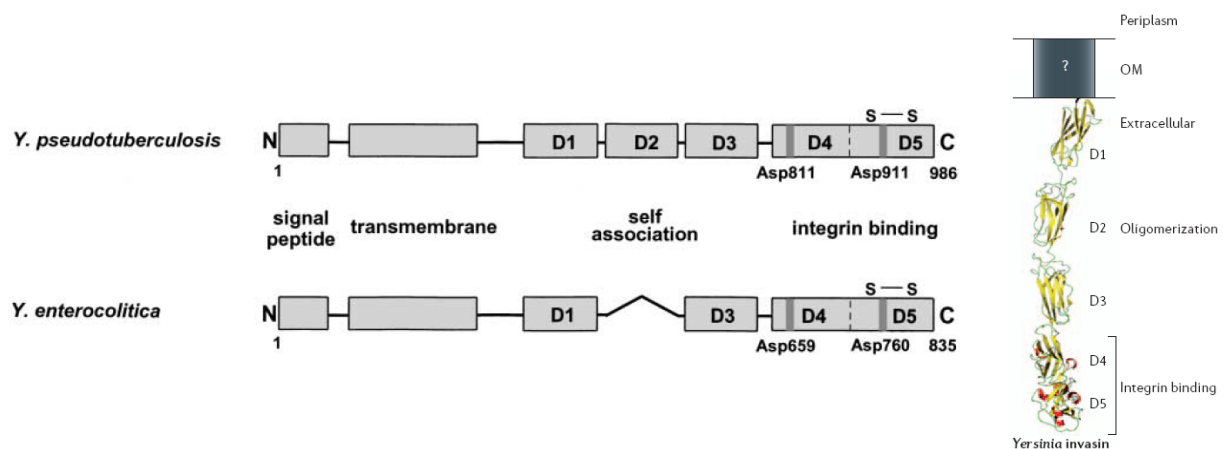 Y. pseudotuberculosis
N
D1
D2
D3
D4
S — S
D5
C
1
Asp811
Asp911
986
signal
peptide
transmembrane
self
association
integrin binding
Y. enterocolitica
N
D1
D3
D4
S — S
D5
C
1
Asp659
Asp760
835
Periplasm
?
OM
Extracellular
D1
D2 Oligomerization
D3
D4
Integrin binding
D5
Yersinia invasin